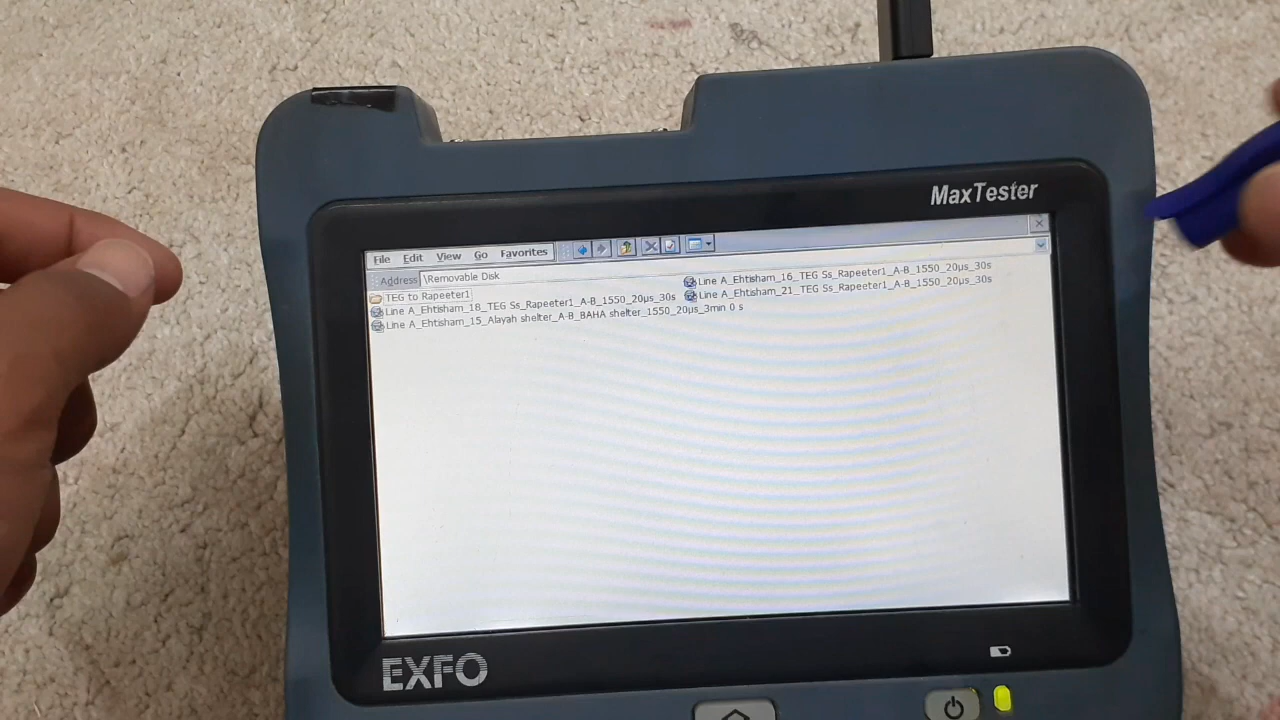 MaxTester
File Edit View Go Favorites
Address \Removable Disk
TEG to Rapeeter1
Line A_Ehtisham_18_TEG Ss_Rapeeter1_A-B_1550_20µs_30s
Line A_Ehtisham_15_Alayah shelter_A-B_BAHA shelter_1550_20µs_3min 0 s
Line A_Ehtisham_16_TEG Ss_Rapeeter1_A-B_1550_20µs_30s
Line A_Ehtisham_21_TEG Ss_Rapeeter1_A-B_1550_20µs_30s
EXFO